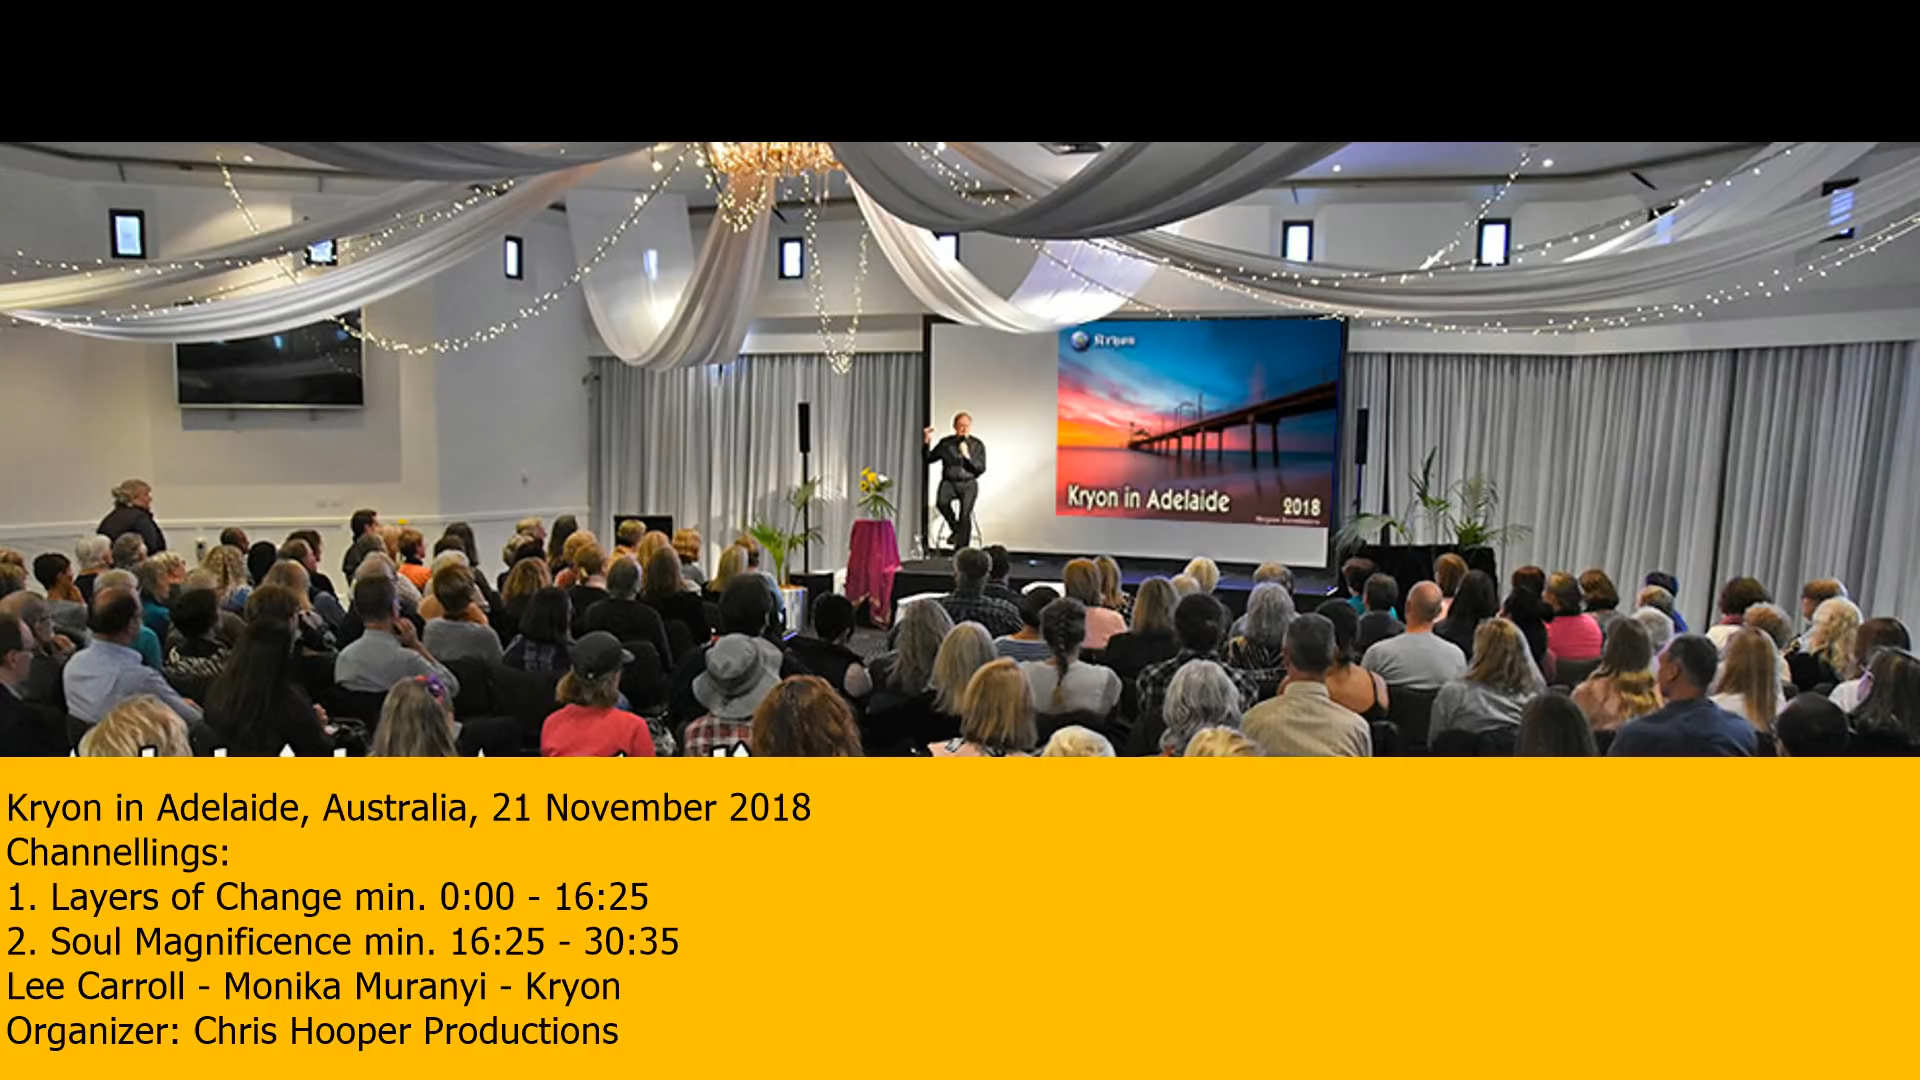 Kryon
Kryon in Adelaide
2018
Kryon in Adelaide, Australia, 21 November 2018
Channellings:
1. Layers of Change min. 0:00 - 16:25
2. Soul Magnificence min. 16:25 - 30:35
Lee Carroll - Monika Muranyi - Kryon
Organizer: Chris Hooper Productions